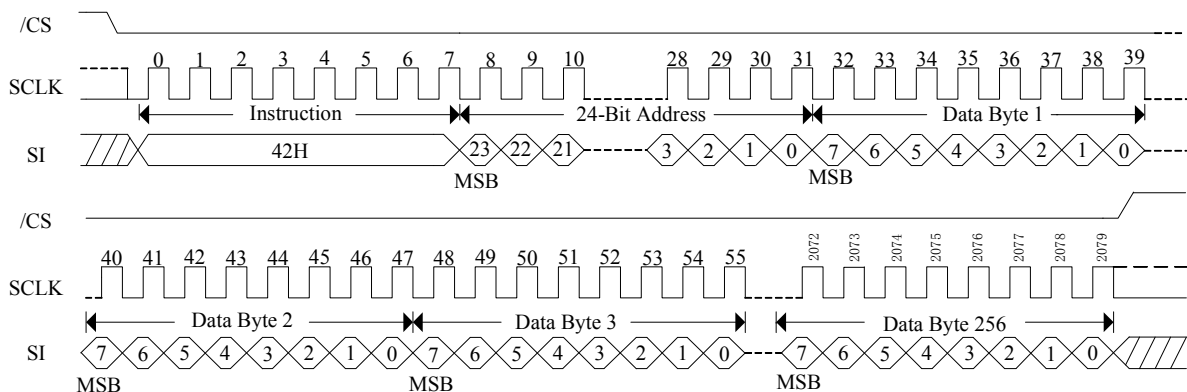 /CS
0 1 2 3 4 5 6 7 8 9 10 28 29 30 31 32 33 34 35 36 37 38 39
SCLK
Instruction 24-Bit Address Data Byte 1
SI 42H 23 22 21 3 2 1 0 7 6 5 4 3 2 1 0
MSB MSB
/CS
40 41 42 43 44 45 46 47 48 49 50 51 52 53 54 55 2072 2073 2074 2075 2076 2077 2078 2079
SCLK
Data Byte 2 Data Byte 3 Data Byte 256
SI 7 6 5 4 3 2 1 0 7 6 5 4 3 2 1 0 7 6 5 4 3 2 1 0
MSB MSB MSB